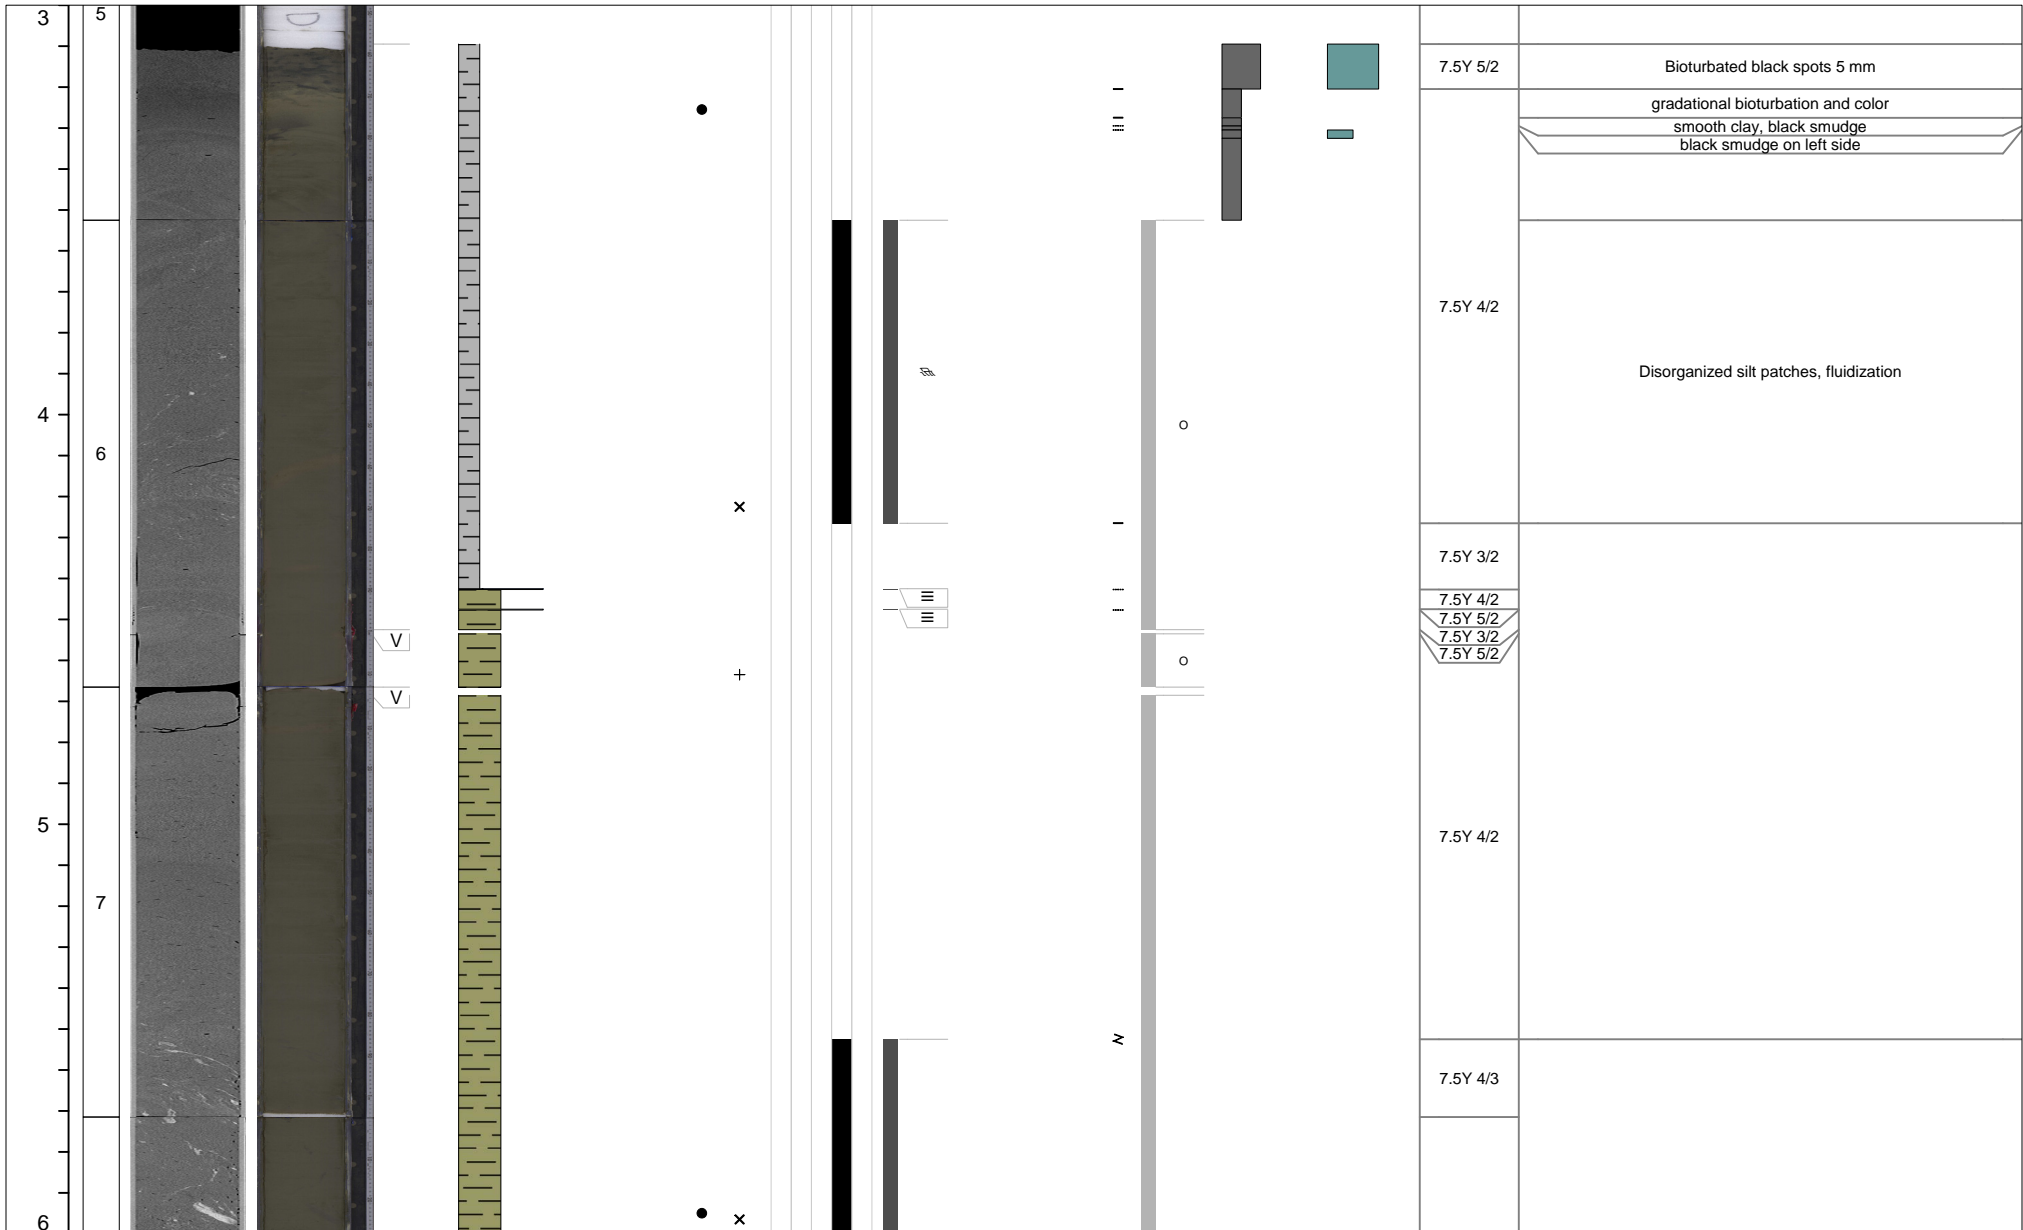 3
5
7.5Y 5/2
Bioturbated black spots 5 mm
gradational bioturbation and color
smooth clay, black smudge
black smudge on left side
7.5Y 4/2
Disorganized silt patches, fluidization
4
6
7.5Y 3/2
7.5Y 4/2
7.5Y 5/2
V
7.5Y 3/2
7.5Y 5/2
V
5
7.5Y 4/2
7
7.5Y 4/3
6